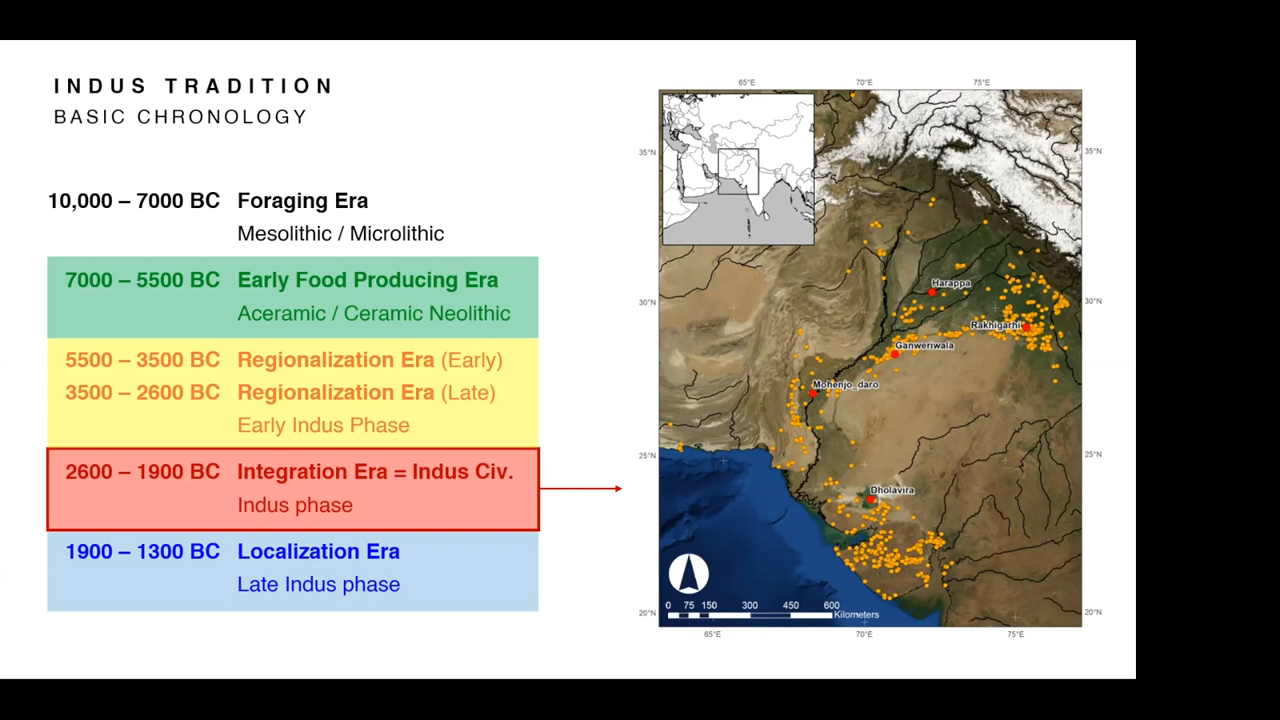 INDUS TRADITION
BASIC CHRONOLOGY
10,000 – 7000 BC Foraging Era
Mesolithic / Microlithic
7000 – 5500 BC Early Food Producing Era
Aceramic / Ceramic Neolithic
5500 – 3500 BC Regionalization Era (Early)
3500 – 2600 BC Regionalization Era (Late)
Early Indus Phase
2600 – 1900 BC Integration Era = Indus Civ.
Indus phase
1900 – 1300 BC Localization Era
Late Indus phase
65°E 70°E 75°E
35°N 35°N
Harappa
30°N 30°N
Rakhigarhi
Ganweriwala
Mohenjo_daro
25°N 25°N
Dholavira
0 75 150 300 450 600
Kilometers
20°N 20°N
65°E 70°E 75°E